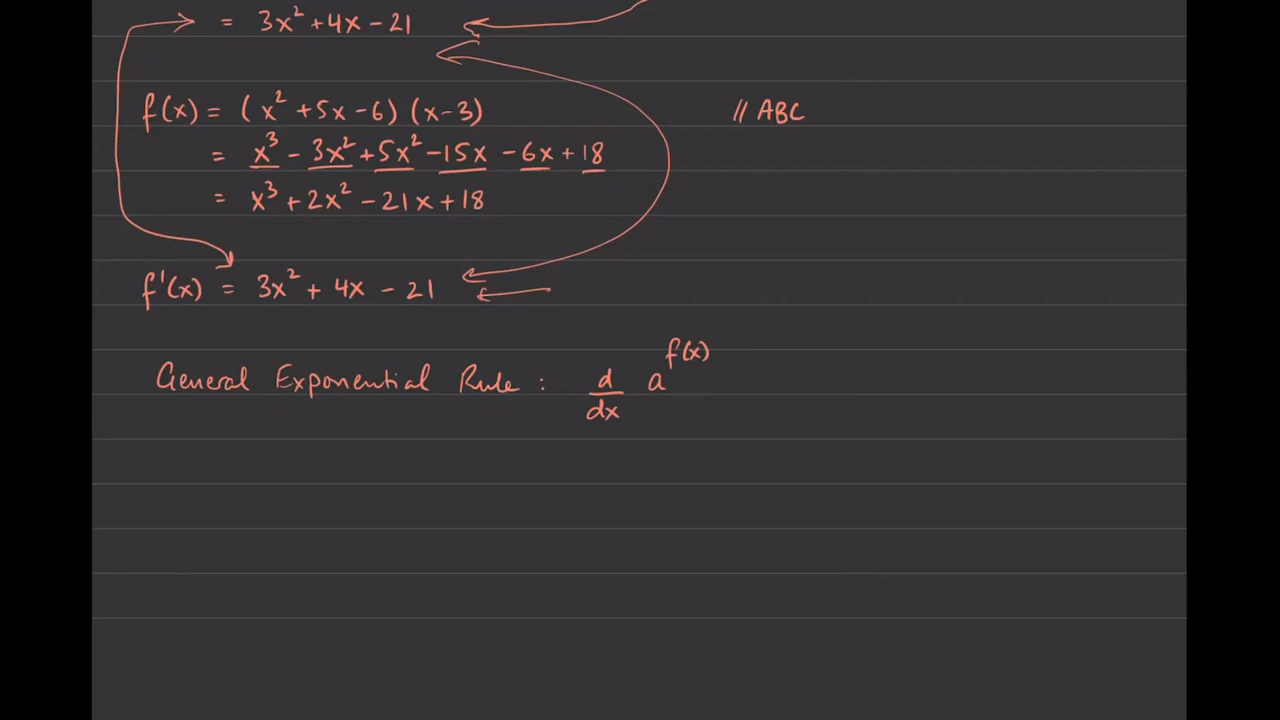 = 3x² + 4x - 21
f(x) = (x² + 5x - 6) (x - 3) // ABC
= x³ - 3x² + 5x² - 15x - 6x + 18
= x³ + 2x² - 21x + 18
f'(x) = 3x² + 4x - 21
General Exponential Rule : d/dx a^f(x)